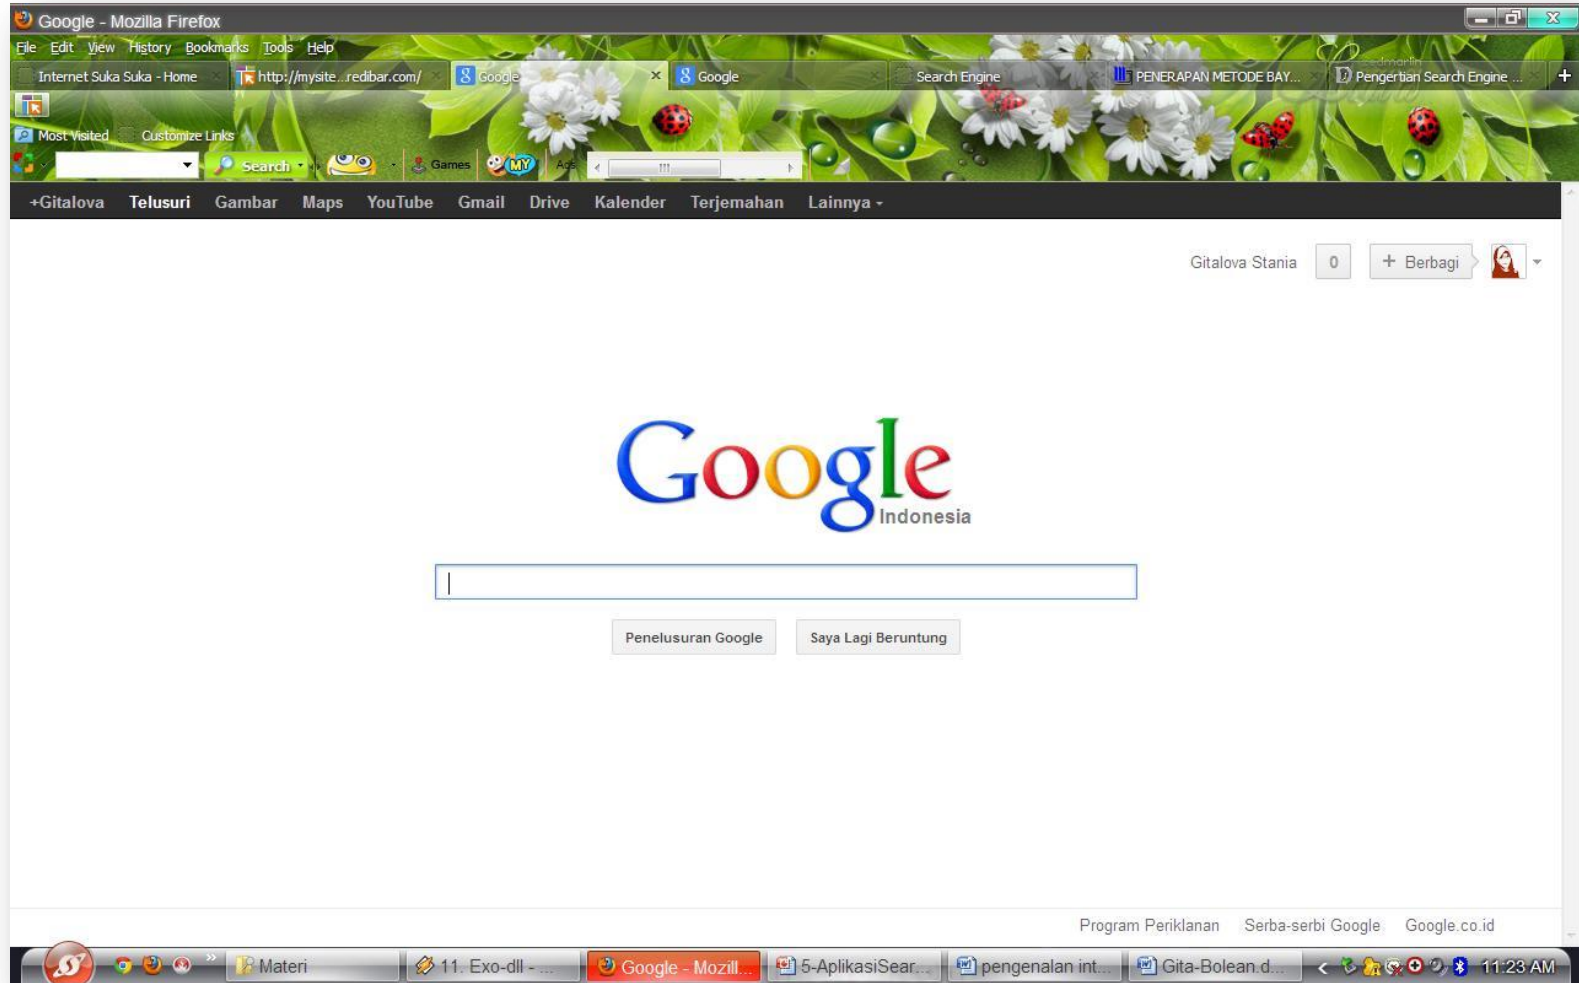 Google - Mozilla Firefox
File Edit View History Bookmarks Tools Help
Internet Suka Suka - Home http://mysite...redibar.com/ Google Google Search Engine PENERAPAN METODE BAY... Pengertian Search Engine ...
Most Visited Customize Links
Search Games MY Ads
+Gitalova Telusuri Gambar Maps YouTube Gmail Drive Kalender Terjemahan Lainnya
Gitalova Stania 0 + Berbagi
Google
Indonesia
Penelusuran Google Saya Lagi Beruntung
Program Periklanan Serba-serbi Google Google.co.id
Materi 11. Exo-dll - ... Google - Mozill... 5-AplikasiSear... pengenalan int... Gita-Bolean.d... 11:23 AM